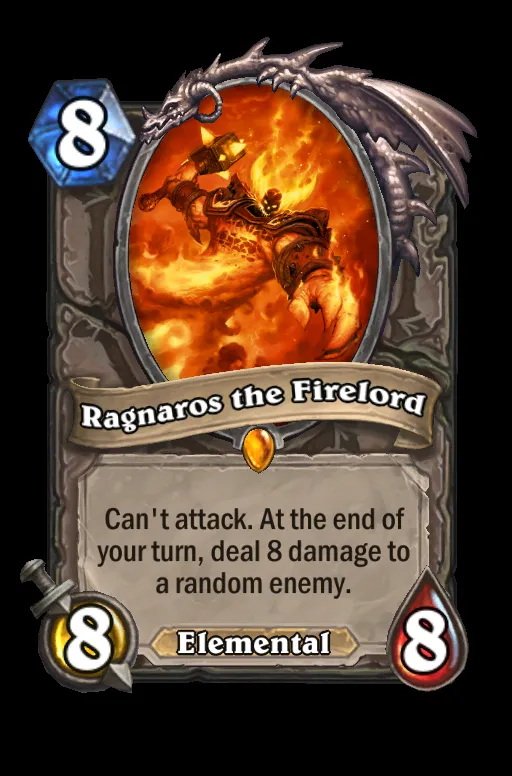 8
Ragnaros the Firelord
Can't attack. At the end of
your turn, deal 8 damage to
a random enemy.
8
Elemental
8